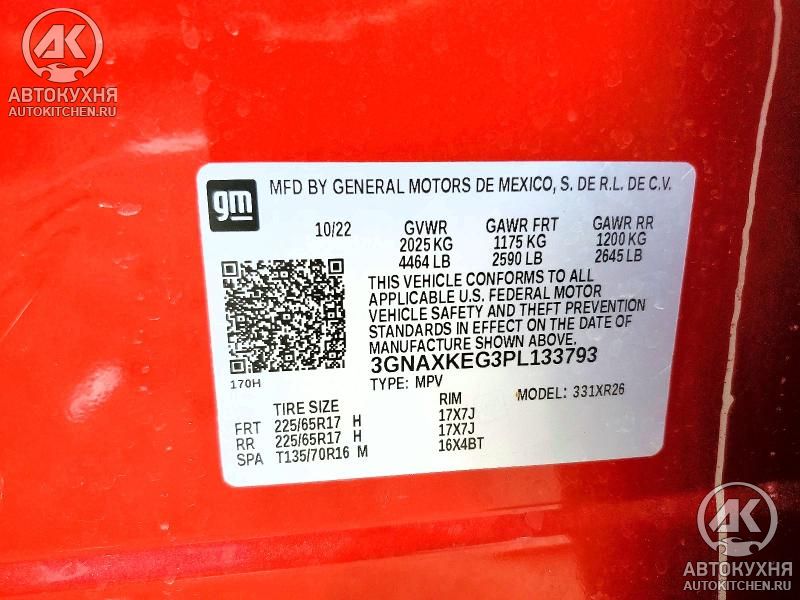 AK
АВТОКУХНЯ
AUTOKITCHEN.RU
gm
MFD BY GENERAL MOTORS DE MEXICO, S. DE R.L. DE C.V.
10/22 GVWR GAWR FRT GAWR RR
2025 KG 1175 KG 1200 KG
4464 LB 2590 LB 2645 LB
THIS VEHICLE CONFORMS TO ALL
APPLICABLE U.S. FEDERAL MOTOR
VEHICLE SAFETY AND THEFT PREVENTION
STANDARDS IN EFFECT ON THE DATE OF
MANUFACTURE SHOWN ABOVE.
3GNAXKEG3PL133793
170H TYPE: MPV MODEL: 331XR26
TIRE SIZE RIM
FRT 225/65R17 H 17X7J
RR 225/65R17 H 17X7J
SPA T135/70R16 M 16X4BT
AK
АВТОКУХНЯ
AUTOKITCHEN.RU